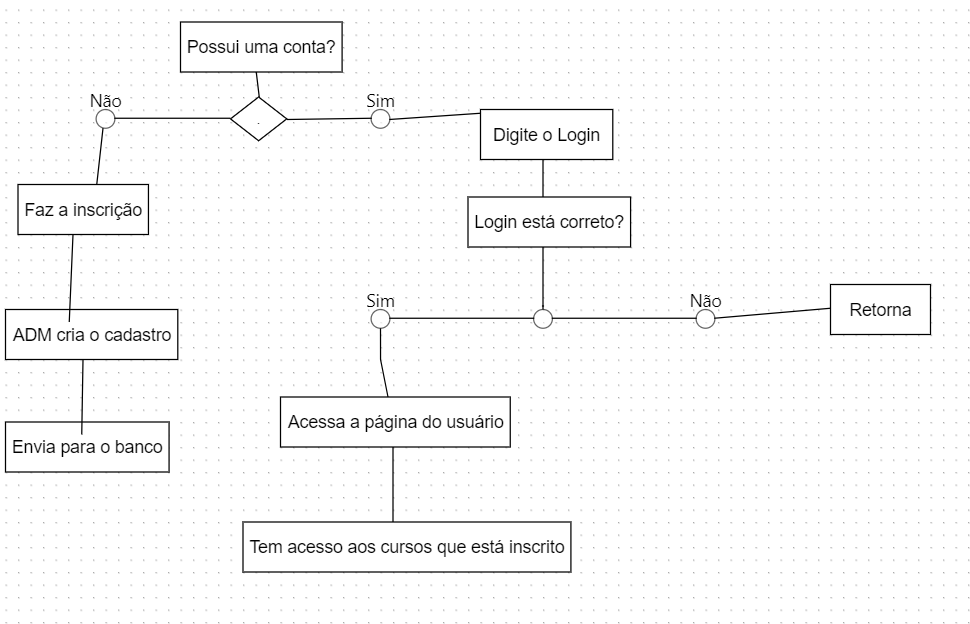 Possui uma conta?
Não
Sim
Digite o Login
Faz a inscrição
Login está correto?
Sim
Não
Retorna
ADM cria o cadastro
Acessa a página do usuário
Envia para o banco
Tem acesso aos cursos que está inscrito